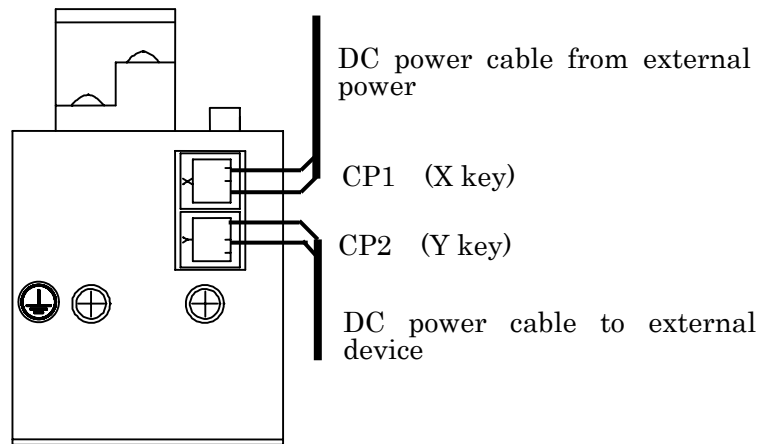 DC power cable from external
power
X
CP1 (X key)
Y
CP2 (Y key)
DC power cable to external
device